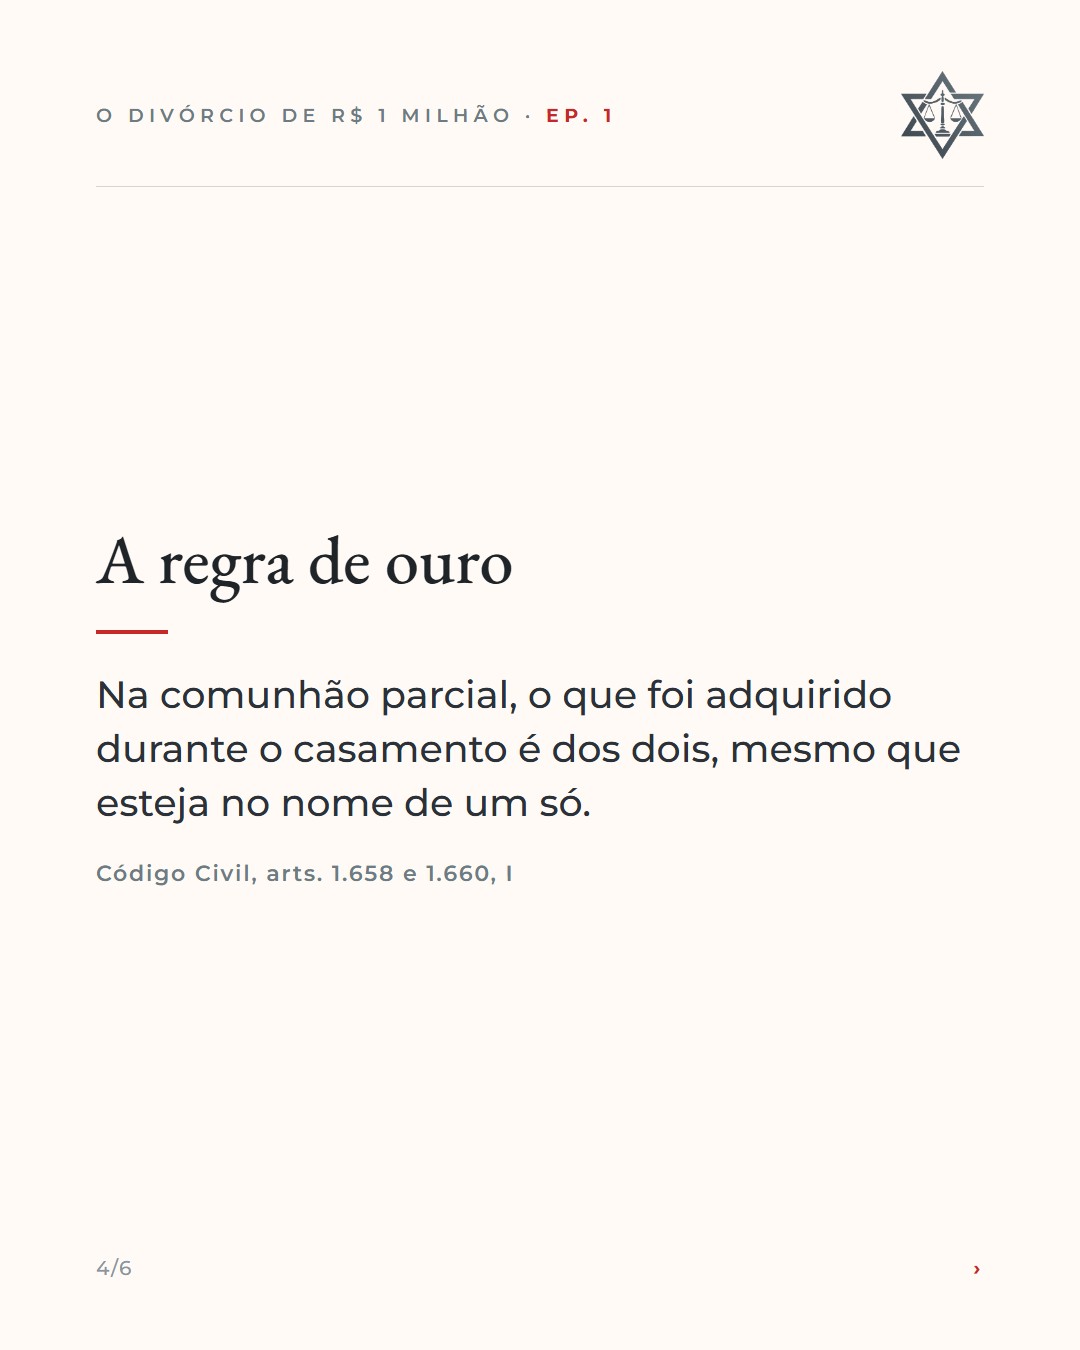 O DIVÓRCIO DE R$ 1 MILHÃO · EP. 1
A regra de ouro
Na comunhão parcial, o que foi adquirido
durante o casamento é dos dois, mesmo que
esteja no nome de um só.
Código Civil, arts. 1.658 e 1.660, I
4/6 ›